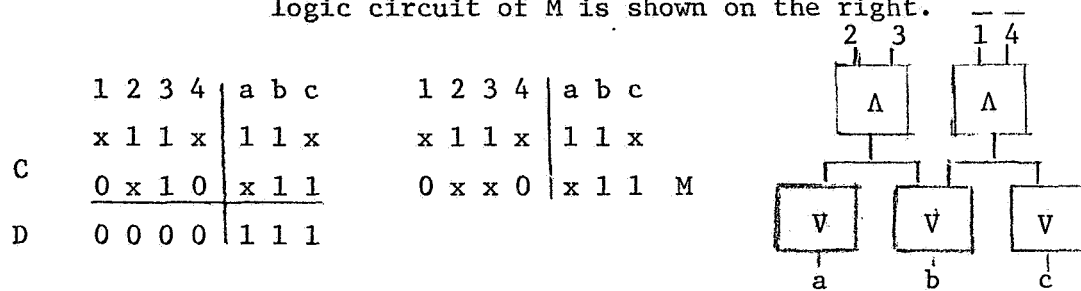 logic circuit of M is shown on the right.
2 3 1̅ 4̅
1 2 3 4 a b c 1 2 3 4 a b c
Λ Λ
x 1 1 x 1 1 x x 1 1 x 1 1 x
C 0 x 1 0 x 1 1 0 x x 0 x 1 1 M
V V V
D 0 0 0 0 1 1 1
a b c